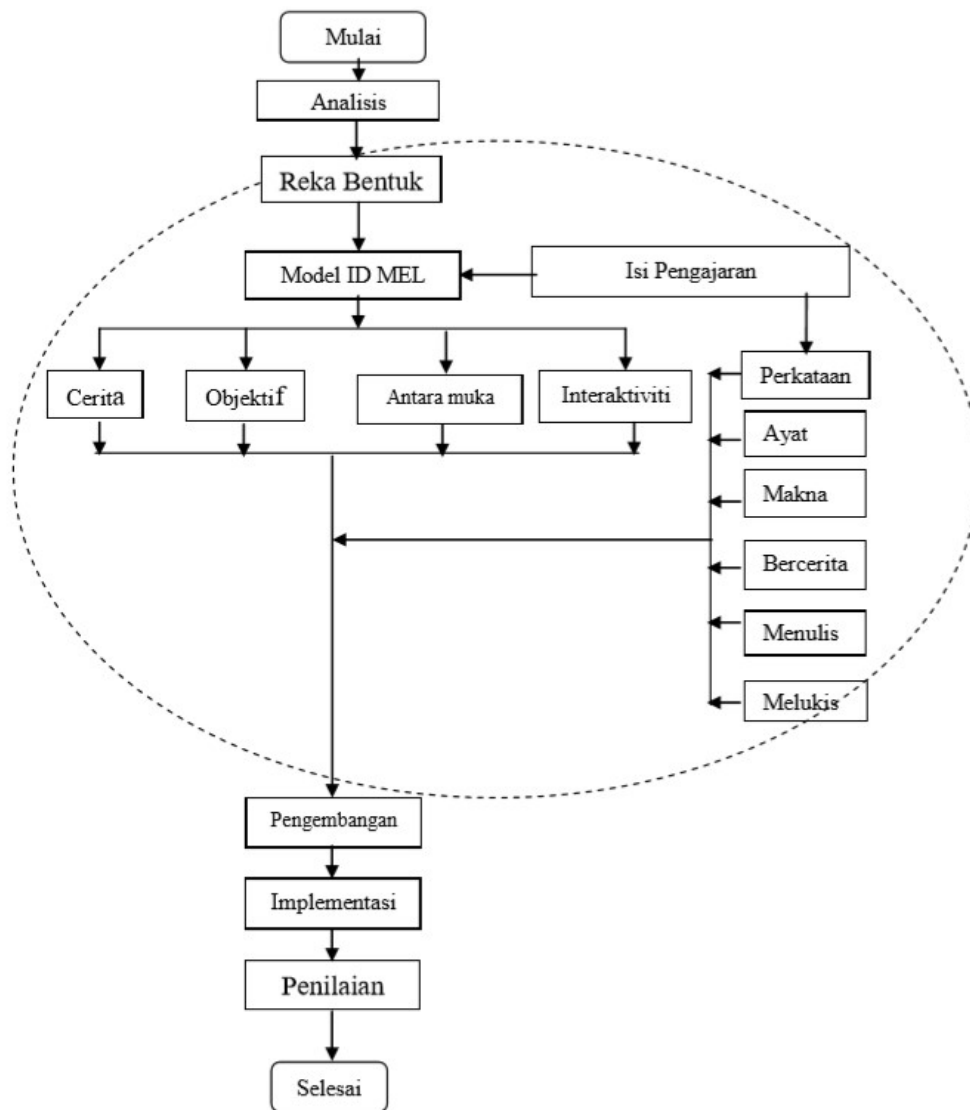 Mulai
Analisis
Reka Bentuk
Model ID MEL
Isi Pengajaran
Cerita
Objektif
Antara muka
Interaktiviti
Perkataan
Ayat
Makna
Bercerita
Menulis
Melukis
Pengembangan
Implementasi
Penilaian
Selesai